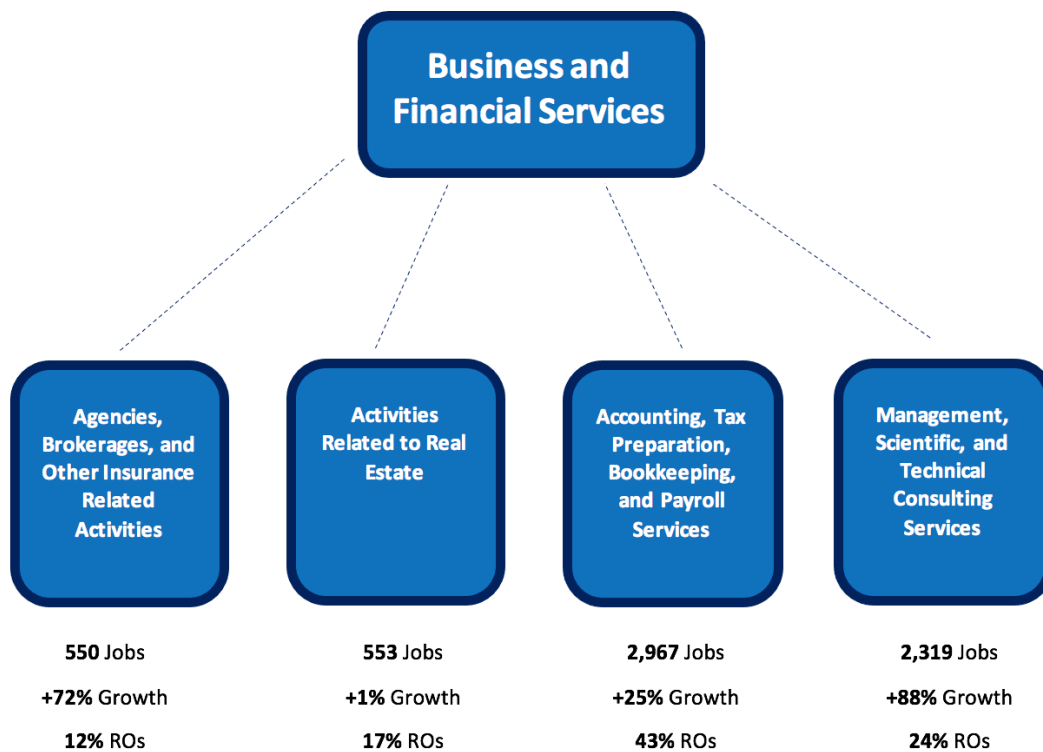 Business and
Financial Services
Agencies,
Brokerages, and
Other Insurance
Related
Activities
Activities
Related to Real
Estate
Accounting, Tax
Preparation,
Bookkeeping,
and Payroll
Services
Management,
Scientific, and
Technical
Consulting
Services
550 Jobs
+72% Growth
12% ROs
553 Jobs
+1% Growth
17% ROs
2,967 Jobs
+25% Growth
43% ROs
2,319 Jobs
+88% Growth
24% ROs